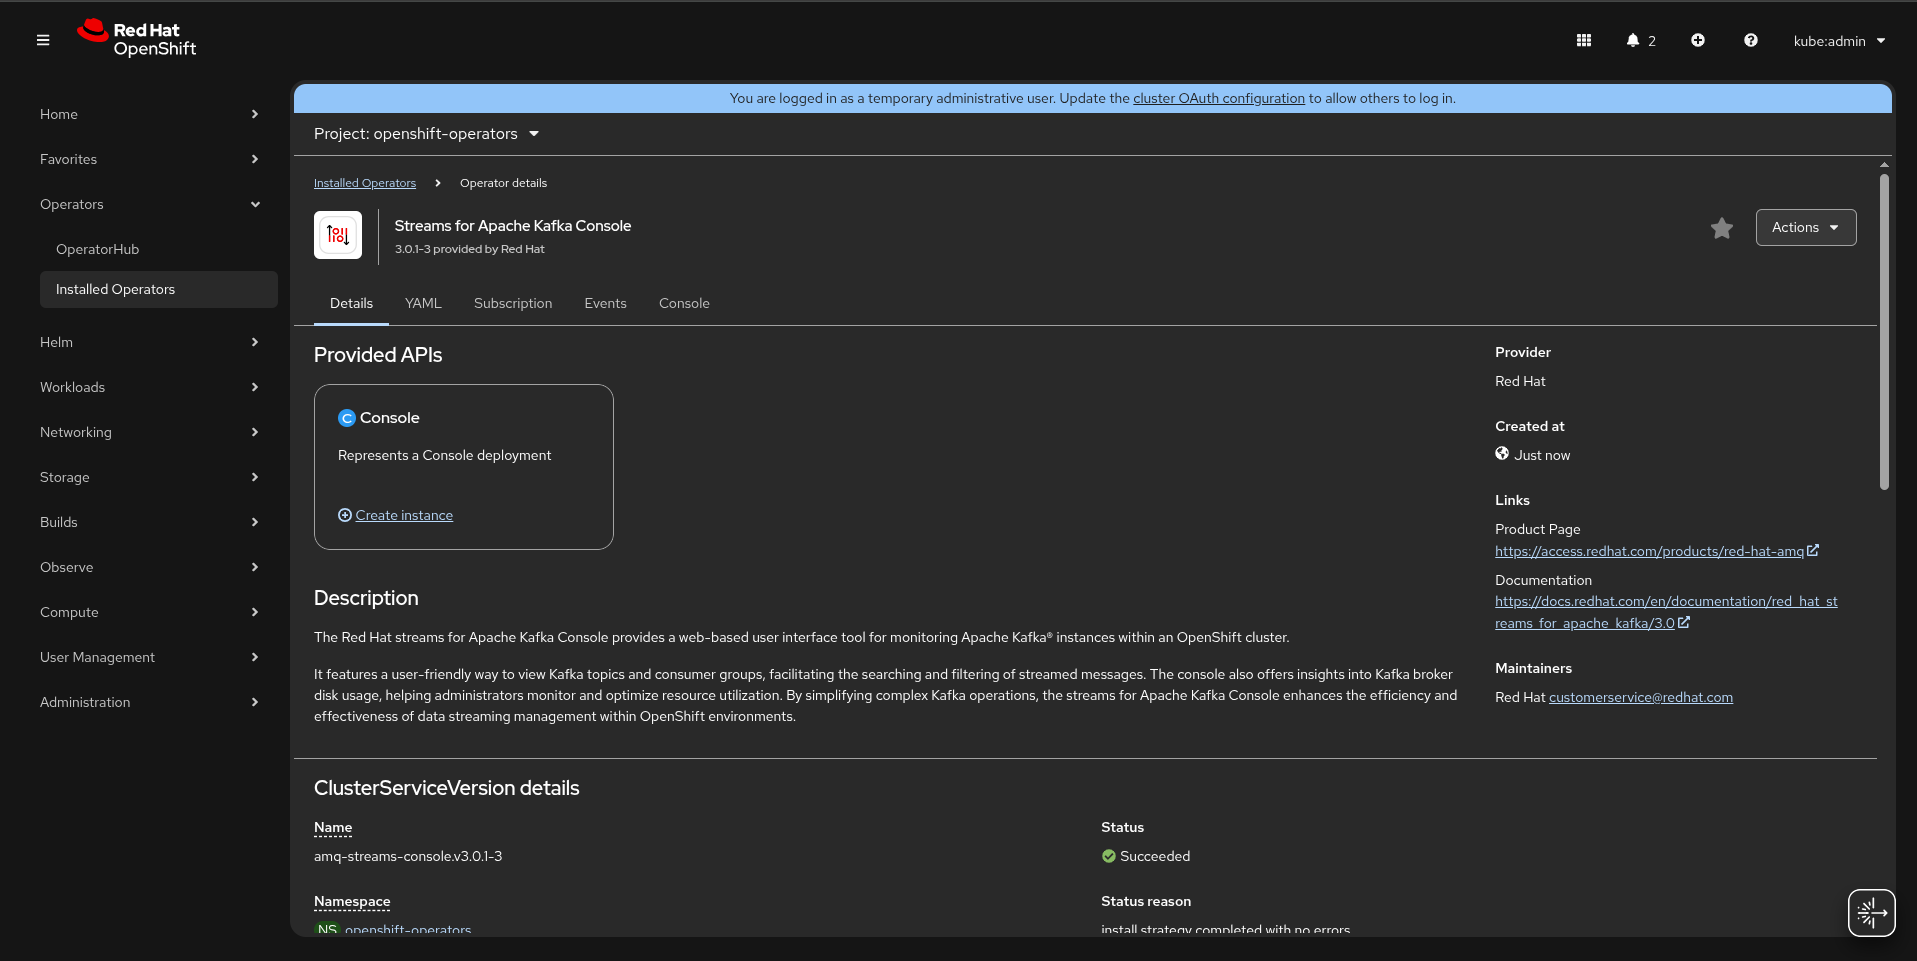 Red Hat
OpenShift
2
kube:admin
Home
Favorites
Operators
OperatorHub
Installed Operators
Helm
Workloads
Networking
Storage
Builds
Observe
Compute
User Management
Administration
You are logged in as a temporary administrative user. Update the cluster OAuth configuration to allow others to log in.
Project: openshift-operators
Installed Operators
Operator details
Streams for Apache Kafka Console
3.0.1-3 provided by Red Hat
Actions
Details
YAML
Subscription
Events
Console
Provided APIs
C Console
Represents a Console deployment
Create instance
Description
The Red Hat streams for Apache Kafka Console provides a web-based user interface tool for monitoring Apache Kafka® instances within an OpenShift cluster.
It features a user-friendly way to view Kafka topics and consumer groups, facilitating the searching and filtering of streamed messages. The console also offers insights into Kafka broker
disk usage, helping administrators monitor and optimize resource utilization. By simplifying complex Kafka operations, the streams for Apache Kafka Console enhances the efficiency and
effectiveness of data streaming management within OpenShift environments.
Provider
Red Hat
Created at
Just now
Links
Product Page
https://access.redhat.com/products/red-hat-amq
Documentation
https://docs.redhat.com/en/documentation/red_hat_st
reams_for_apache_kafka/3.0
Maintainers
Red Hat customerservice@redhat.com
ClusterServiceVersion details
Name
amq-streams-console.v3.0.1-3
Status
Succeeded
Namespace
NS openshift-operators
Status reason
install strategy completed with no errors